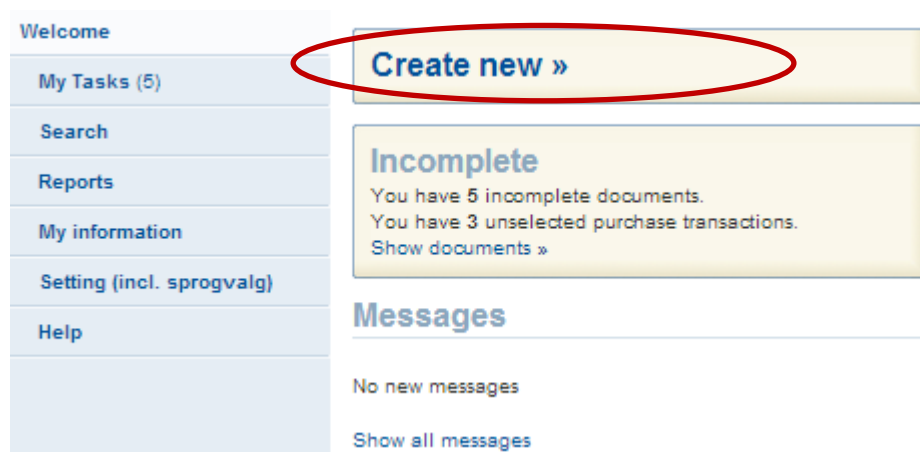 Welcome
My Tasks (5)
Search
Reports
My information
Setting (incl. sprogvalg)
Help
Create new »
Incomplete
You have 5 incomplete documents.
You have 3 unselected purchase transactions.
Show documents »
Messages
No new messages
Show all messages